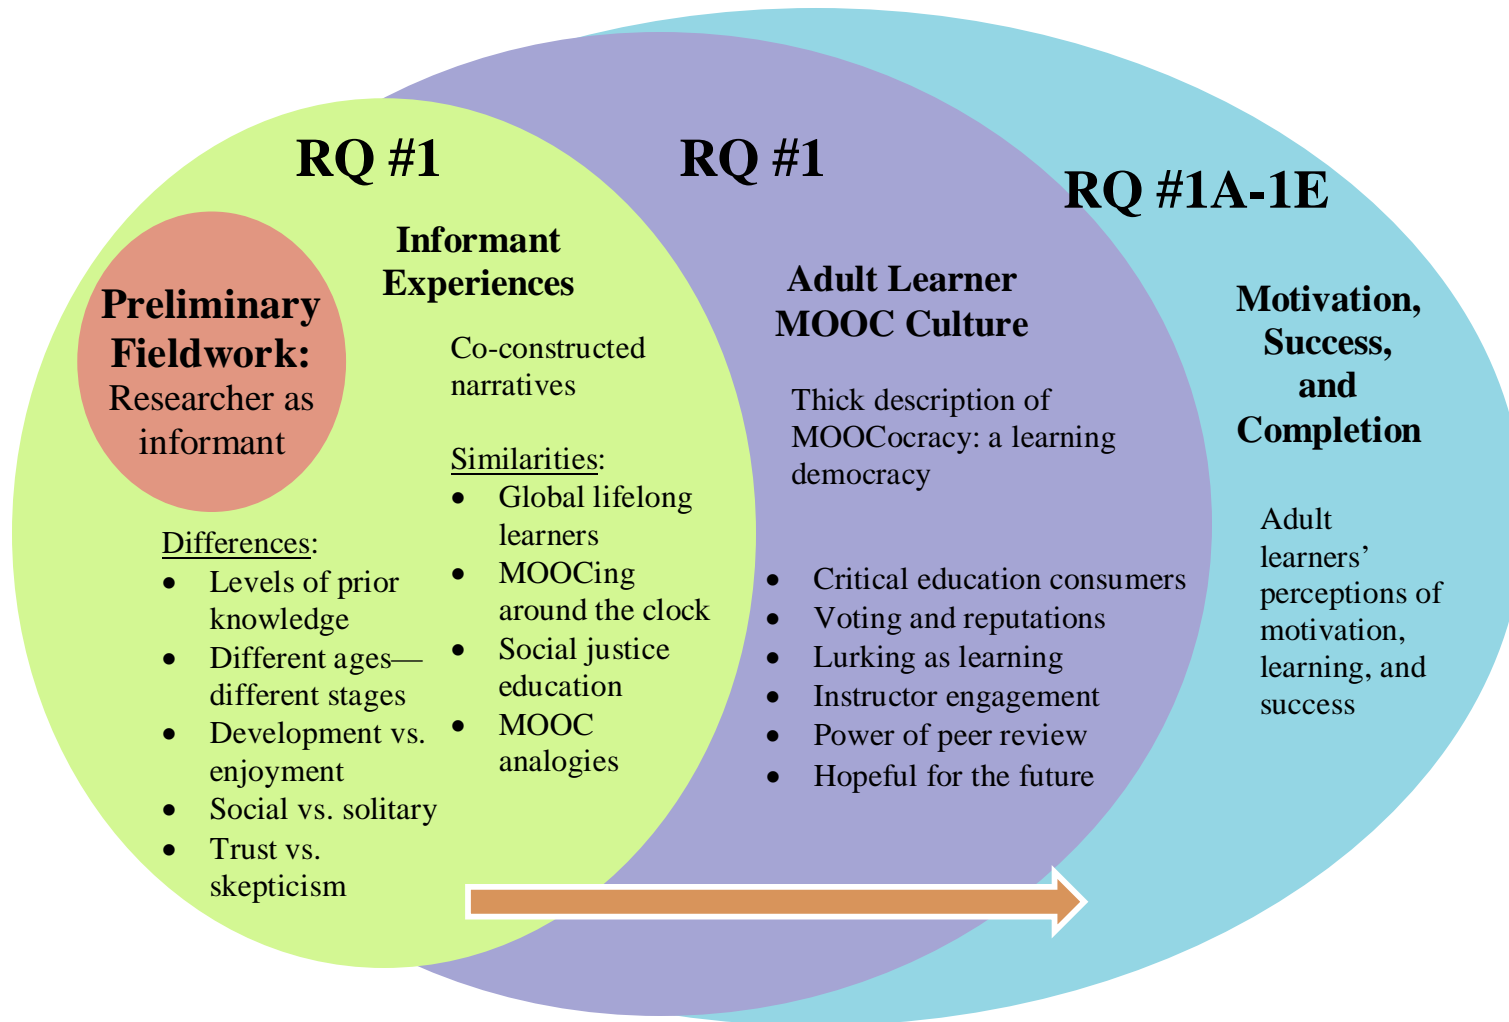 RQ #1
RQ #1
RQ #1A-1E
Preliminary
Fieldwork:
Researcher as
informant
Informant
Experiences
Co-constructed
narratives
Differences:
• Levels of prior
knowledge
• Different ages—
different stages
• Development vs.
enjoyment
• Social vs. solitary
• Trust vs.
skepticism
Similarities:
• Global lifelong
learners
• MOOCing
around the clock
• Social justice
education
• MOOC
analogies
Adult Learner
MOOC Culture
Thick description of
MOOCocracy: a learning
democracy
• Critical education consumers
• Voting and reputations
• Lurking as learning
• Instructor engagement
• Power of peer review
• Hopeful for the future
Motivation,
Success,
and
Completion
Adult
learners’
perceptions of
motivation,
learning, and
success